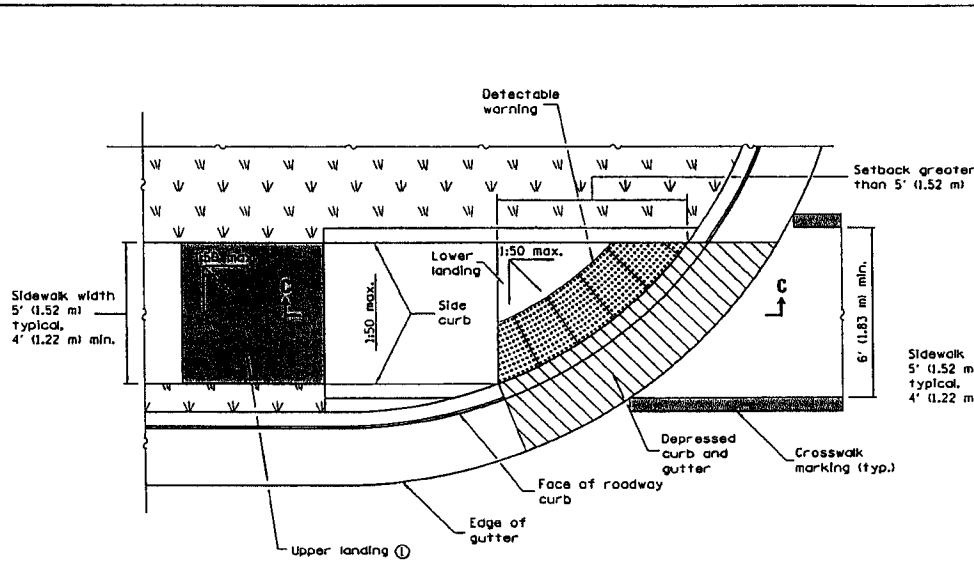 Detectable
warning
Setback greater
than 5' (1.52 m)
Lower
landing
1:50 max.
1:50 max.
C
Sidewalk width
5' (1.52 m)
typical,
4' (1.22 m) min.
1:50 max.
Side
curb
C
6' (1.83 m) min.
Sidewalk
5' (1.52 m
typical,
4' (1.22 m
Depressed
curb and
gutter
Crosswalk
marking (typ.)
Face of roadway
curb
Edge of
gutter
Upper landing ①